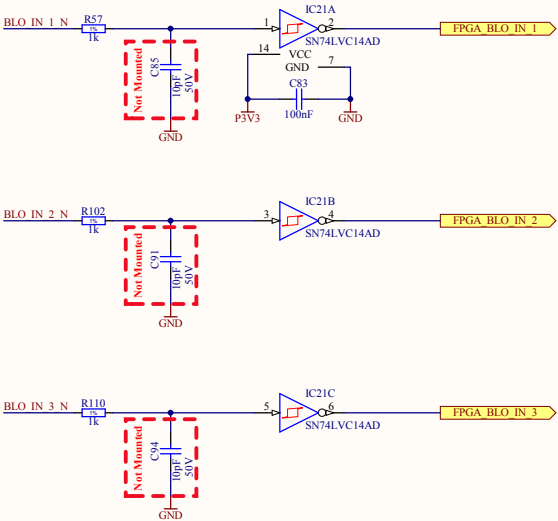 BLO_IN_1_N
R57
1%
1k
Not Mounted
C85
10pF
50V
GND
1
IC21A
2
SN74LVC14AD
14
VCC
GND
7
C83
100nF
P3V3
GND
FPGA_BLO_IN_1
BLO_IN_2_N
R102
1%
1k
Not Mounted
C91
10pF
50V
GND
3
IC21B
4
SN74LVC14AD
FPGA_BLO_IN_2
BLO_IN_3_N
R110
1%
1k
Not Mounted
C94
10pF
50V
GND
5
IC21C
6
SN74LVC14AD
FPGA_BLO_IN_3